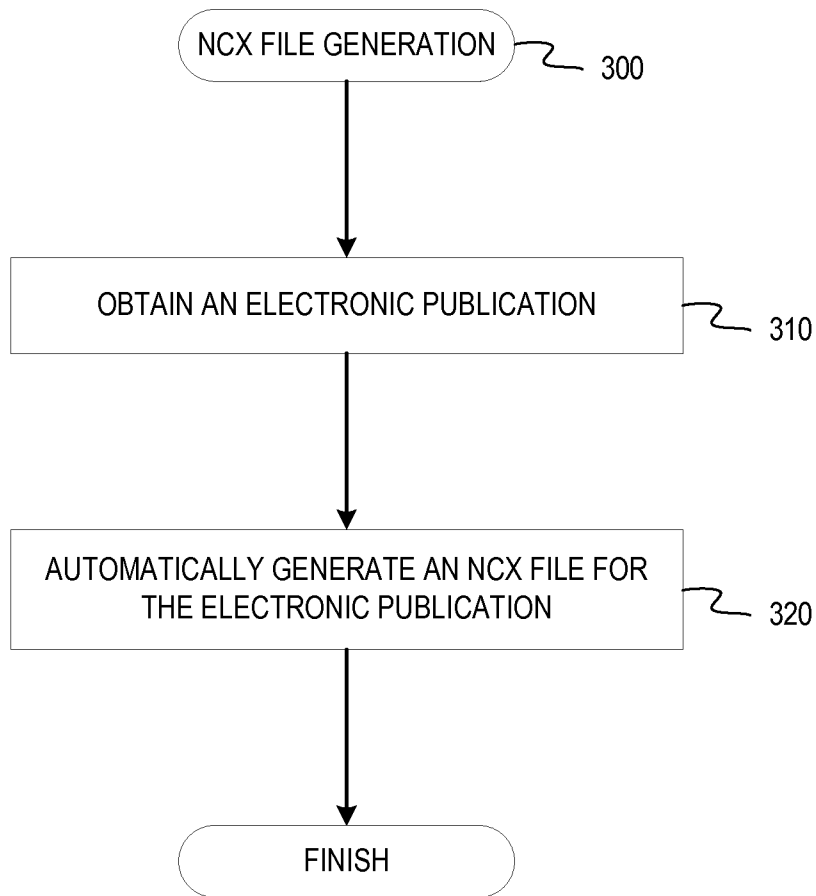 NCX FILE GENERATION
300
OBTAIN AN ELECTRONIC PUBLICATION
310
AUTOMATICALLY GENERATE AN NCX FILE FOR
THE ELECTRONIC PUBLICATION
320
FINISH